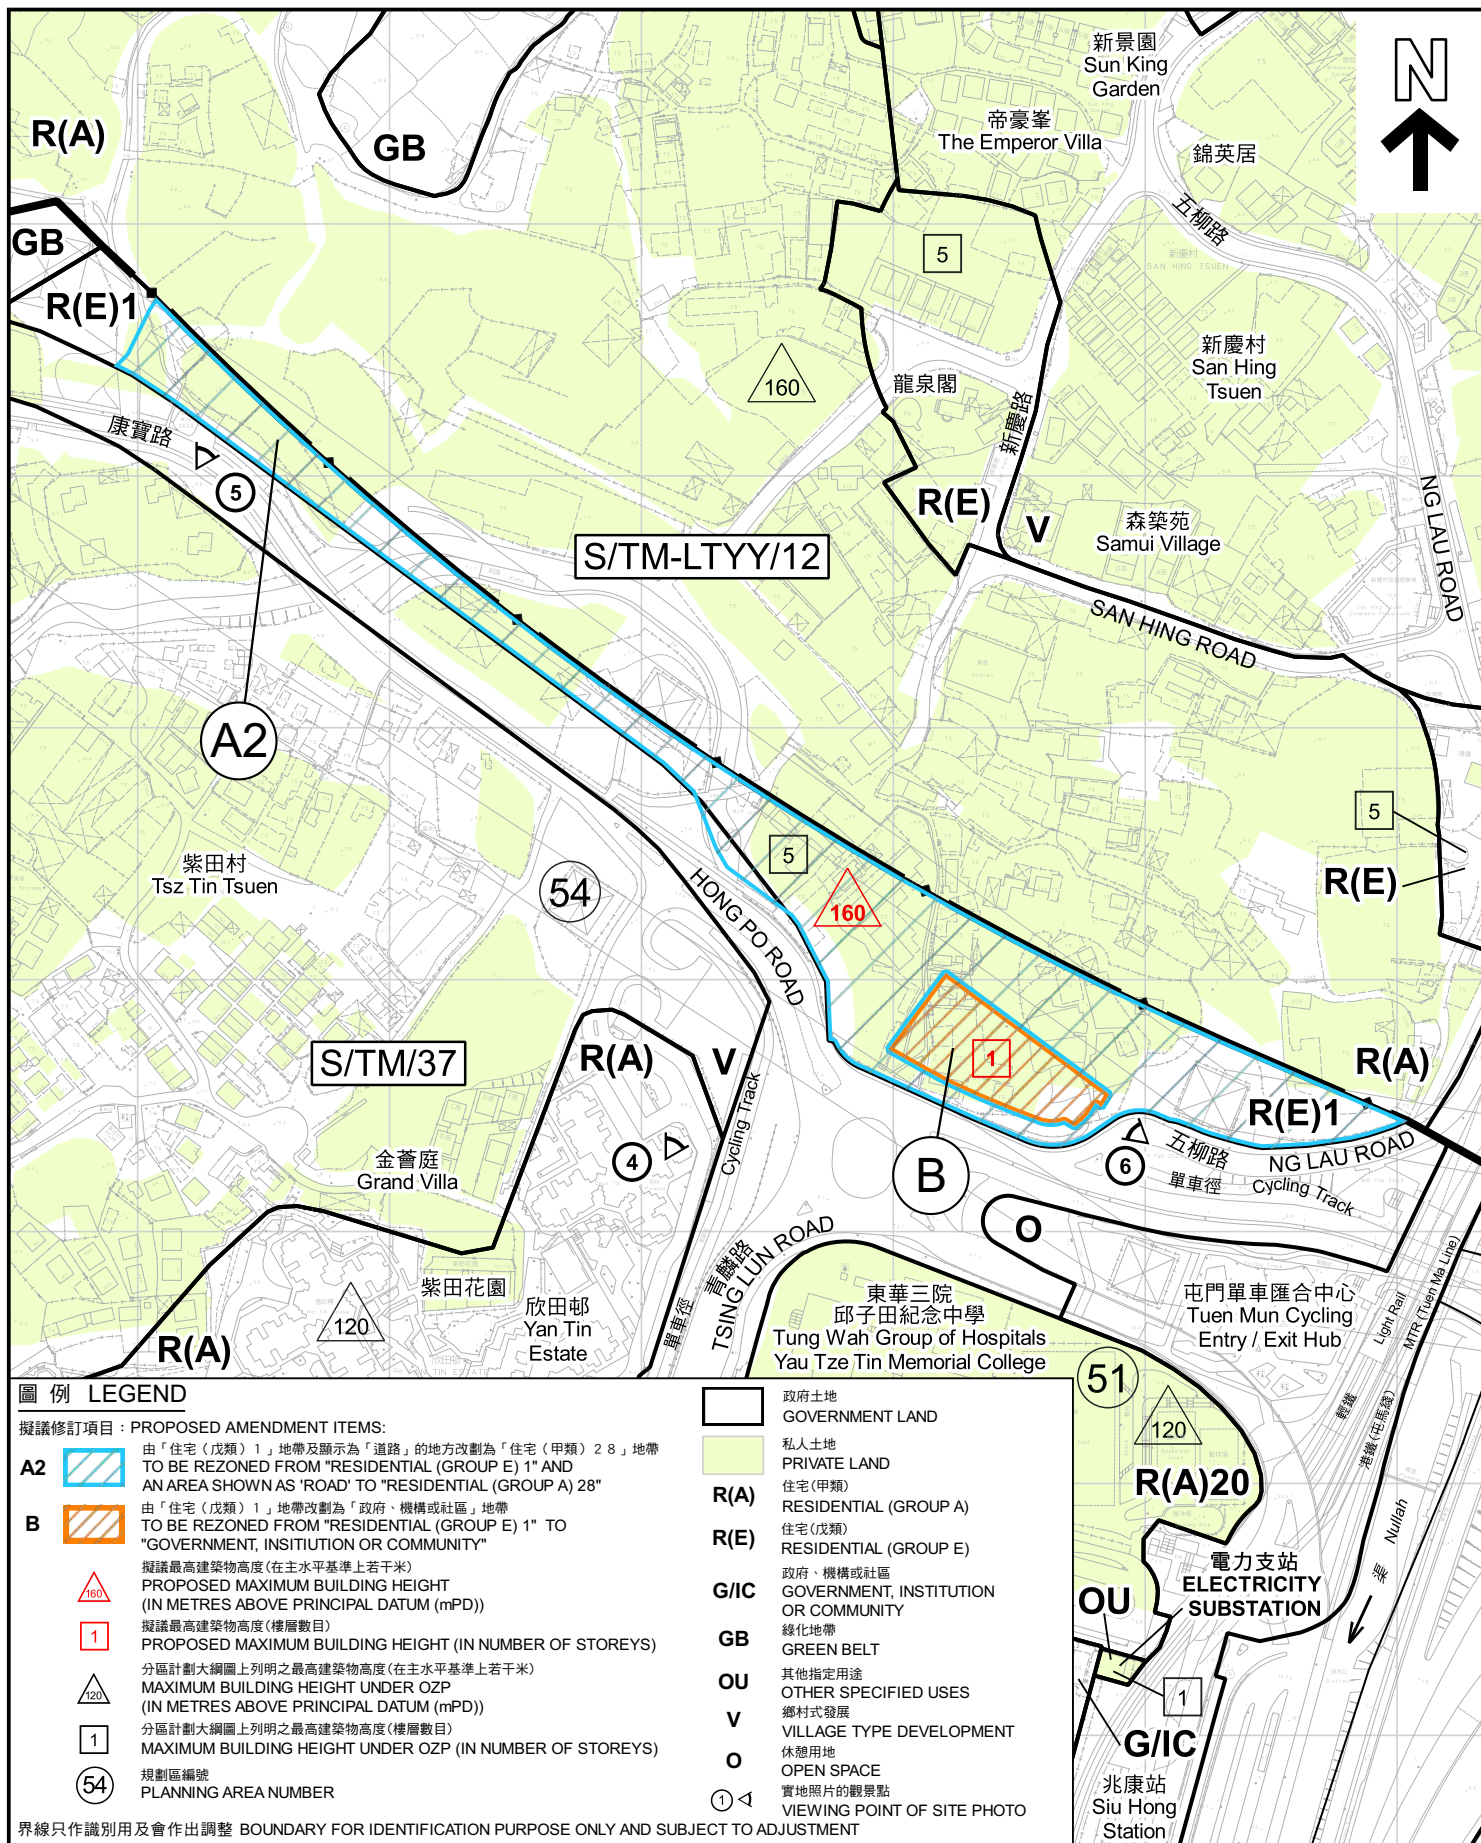 新景園
Sun King
Garden
帝豪峯
The Emperor Villa
錦英居
五柳路
N
R(A)
GB
GB
R(E)1
5
新慶村
SAN HING TSUEN
新慶村
San Hing
Tsuen
160
龍泉閣
新慶路
康寶路
5
R(E)
V
森築苑
Samui Village
NG LAU ROAD
S/TM-LTYY/12
SAN HING ROAD
A2
5
5
R(E)
紫田村
Tsz Tin Tsuen
54
HONG PO ROAD
160
1
S/TM/37
R(A)
V
R(A)
R(E)1
Cycling Track
金薈庭
Grand Villa
4
B
6
五柳路
NG LAU ROAD
單車徑
Cycling Track
O
青麟路
TSING LUN ROAD
單車徑
紫田花園
欣田邨
Yan Tin
Estate
120
R(A)
東華三院
邱子田紀念中學
Tung Wah Group of Hospitals
Yau Tze Tin Memorial College
屯門單車匯合中心
Tuen Mun Cycling
Entry / Exit Hub
Light Rail
輕鐵
MTR (Tuen Ma Line)
港鐵(屯馬綫)
51
120
R(A)20
渠 Nullah
電力支站
ELECTRICITY
SUBSTATION
OU
1
G/IC
兆康站
Siu Hong
Station
圖 例 LEGEND
擬議修訂項目：PROPOSED AMENDMENT ITEMS:
A2
由「住宅（戊類）1」地帶及顯示為「道路」的地方改劃為「住宅（甲類）28」地帶
TO BE REZONED FROM "RESIDENTIAL (GROUP E) 1" AND
AN AREA SHOWN AS 'ROAD' TO "RESIDENTIAL (GROUP A) 28"
B
由「住宅（戊類）1」地帶改劃為「政府、機構或社區」地帶
TO BE REZONED FROM "RESIDENTIAL (GROUP E) 1" TO
"GOVERNMENT, INSITIUTION OR COMMUNITY"
160
擬議最高建築物高度(在主水平基準上若干米)
PROPOSED MAXIMUM BUILDING HEIGHT
(IN METRES ABOVE PRINCIPAL DATUM (mPD))
1
擬議最高建築物高度(樓層數目)
PROPOSED MAXIMUM BUILDING HEIGHT (IN NUMBER OF STOREYS)
120
分區計劃大綱圖上列明之最高建築物高度(在主水平基準上若干米)
MAXIMUM BUILDING HEIGHT UNDER OZP
(IN METRES ABOVE PRINCIPAL DATUM (mPD))
1
分區計劃大綱圖上列明之最高建築物高度(樓層數目)
MAXIMUM BUILDING HEIGHT UNDER OZP (IN NUMBER OF STOREYS)
54
規劃區編號
PLANNING AREA NUMBER
政府土地
GOVERNMENT LAND
私人土地
PRIVATE LAND
R(A)
住宅(甲類)
RESIDENTIAL (GROUP A)
R(E)
住宅(戊類)
RESIDENTIAL (GROUP E)
G/IC
政府、機構或社區
GOVERNMENT, INSTITUTION
OR COMMUNITY
GB
綠化地帶
GREEN BELT
OU
其他指定用途
OTHER SPECIFIED USES
V
鄉村式發展
VILLAGE TYPE DEVELOPMENT
O
休憩用地
OPEN SPACE
1
實地照片的觀景點
VIEWING POINT OF SITE PHOTO
界線只作識別用及會作出調整 BOUNDARY FOR IDENTIFICATION PURPOSE ONLY AND SUBJECT TO ADJUSTMENT